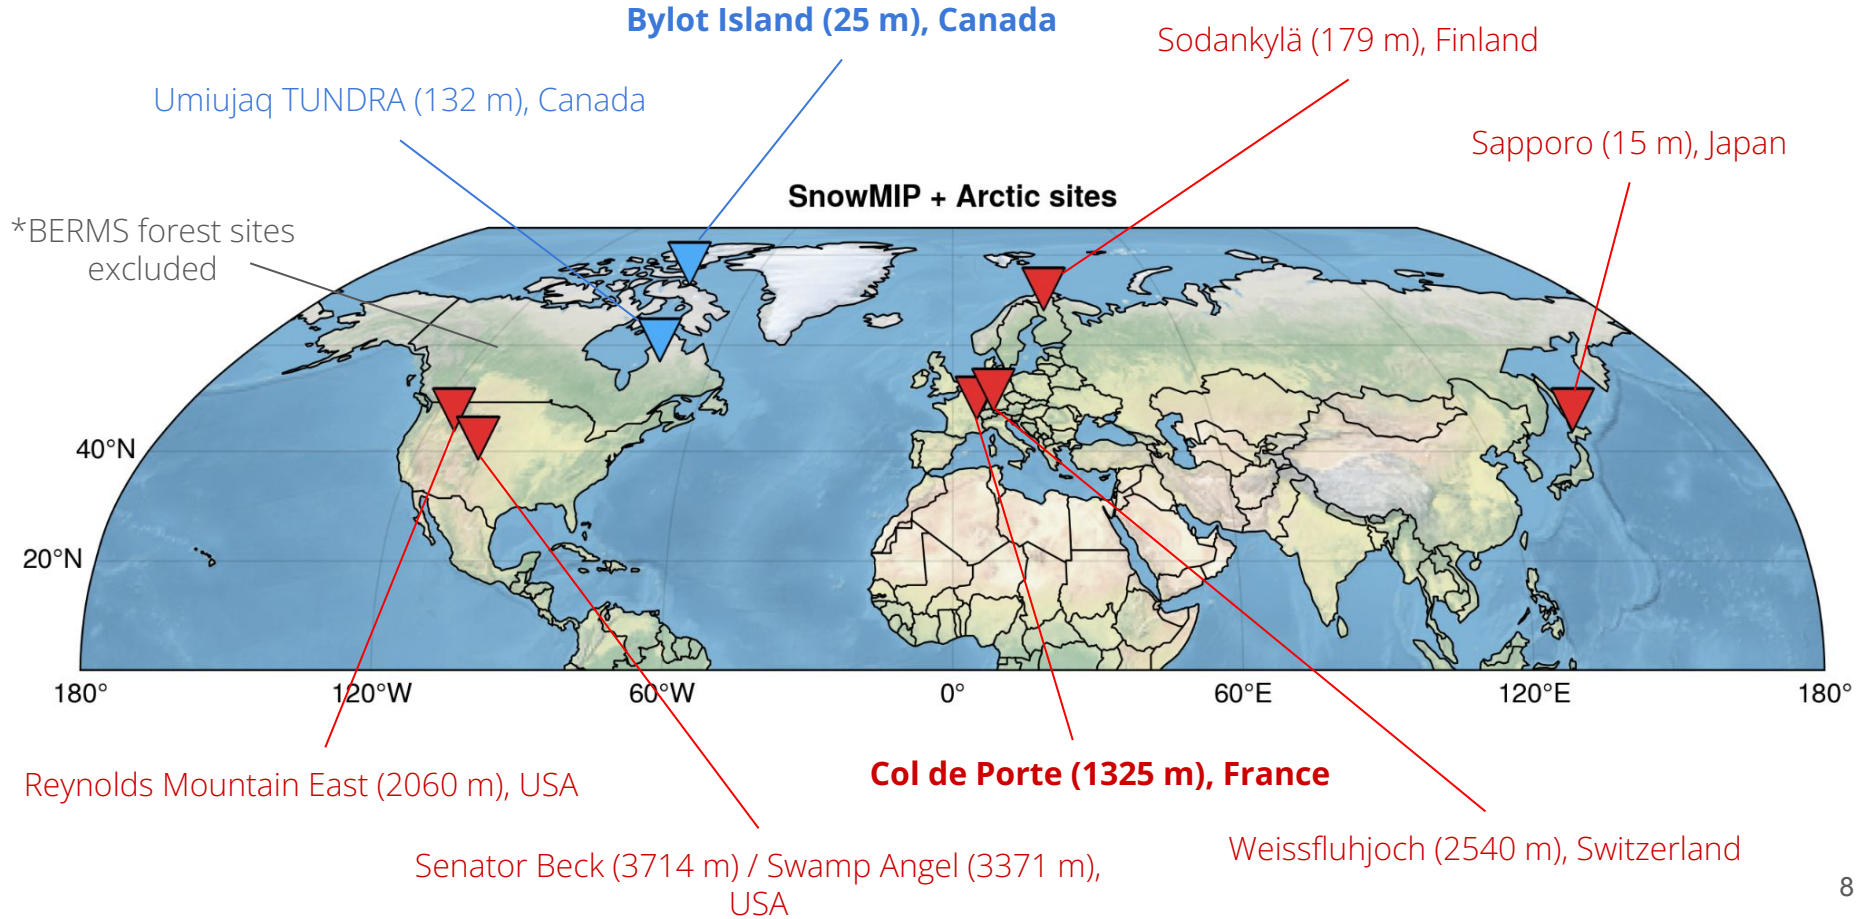 Bylot Island (25 m), Canada
Sodankylä (179 m), Finland
Umiujaq TUNDRA (132 m), Canada
Sapporo (15 m), Japan
SnowMIP + Arctic sites
*BERMS forest sites
excluded
40°N
20°N
180°
120°W
60°W
0°
60°E
120°E
180°
Reynolds Mountain East (2060 m), USA
Col de Porte (1325 m), France
Senator Beck (3714 m) / Swamp Angel (3371 m),
USA
Weissfluhjoch (2540 m), Switzerland
8